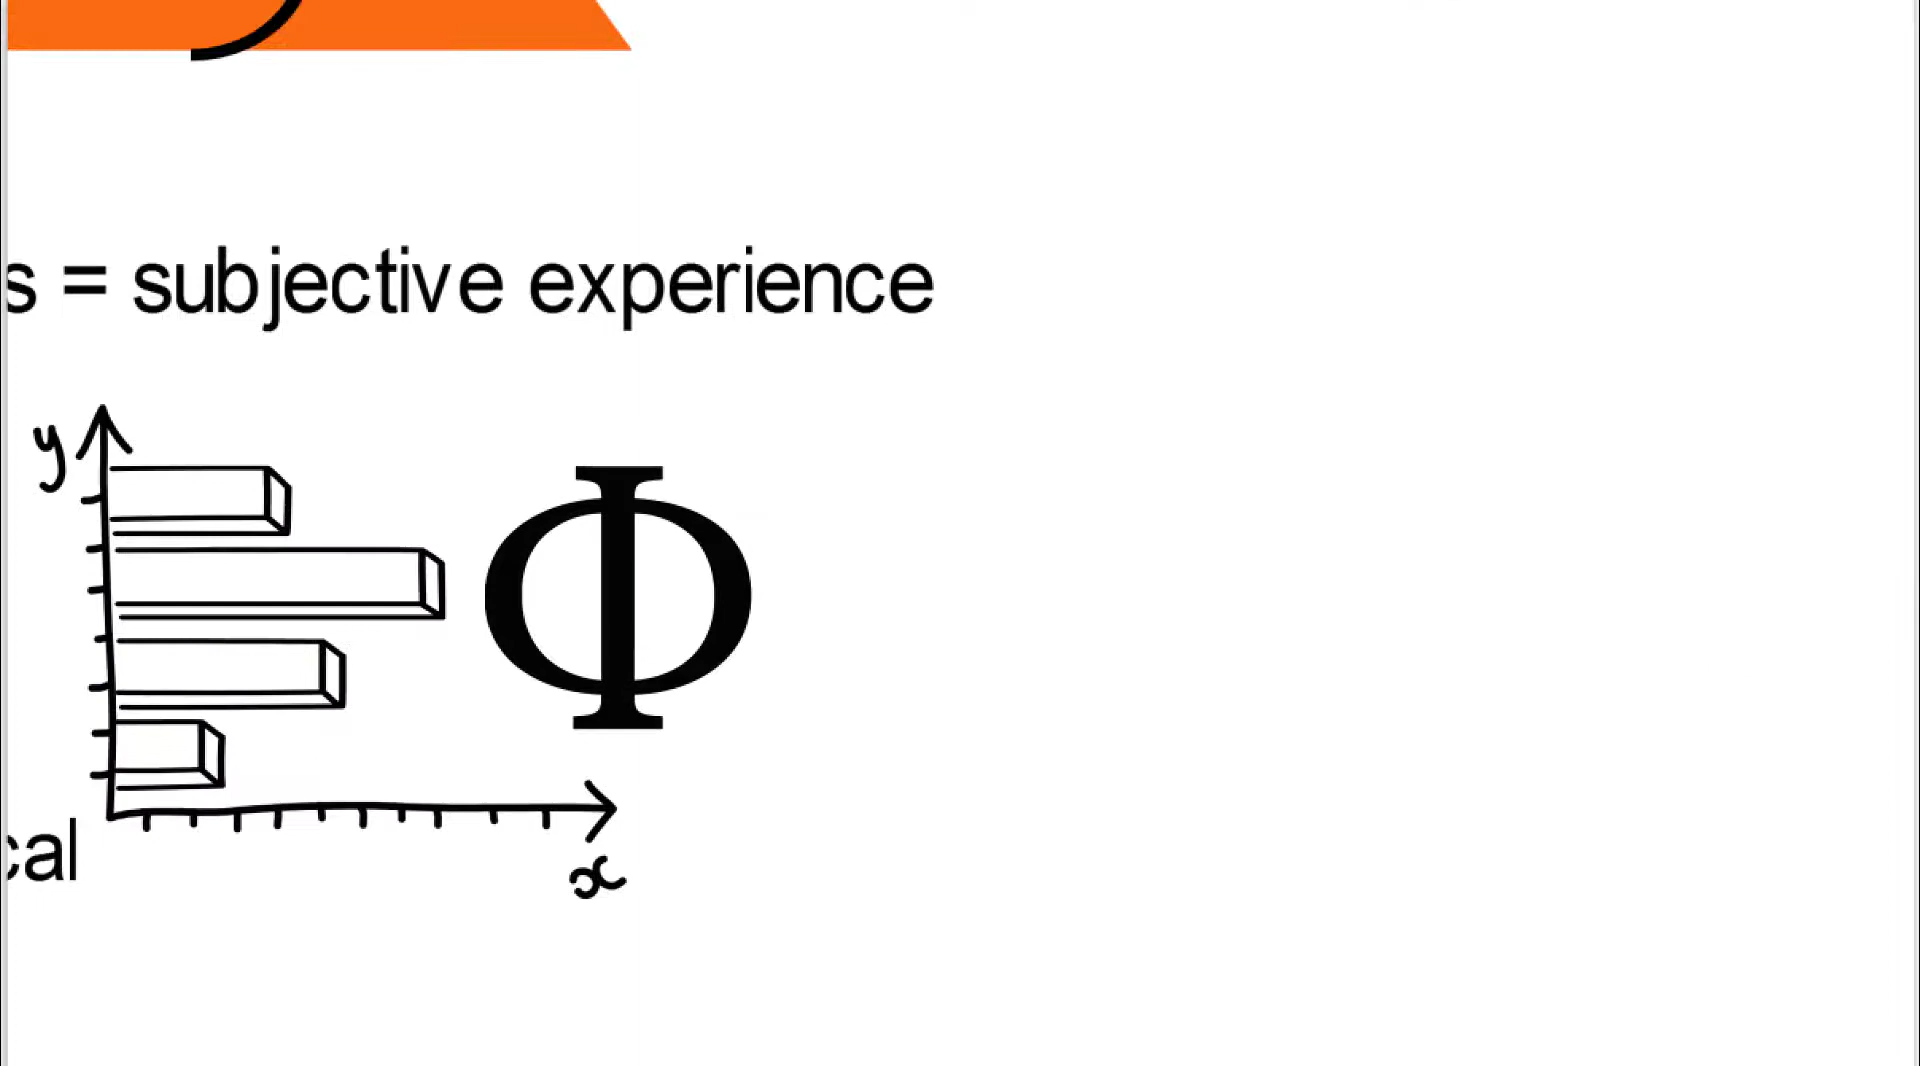 s = subjective experience
y
Φ
cal
x